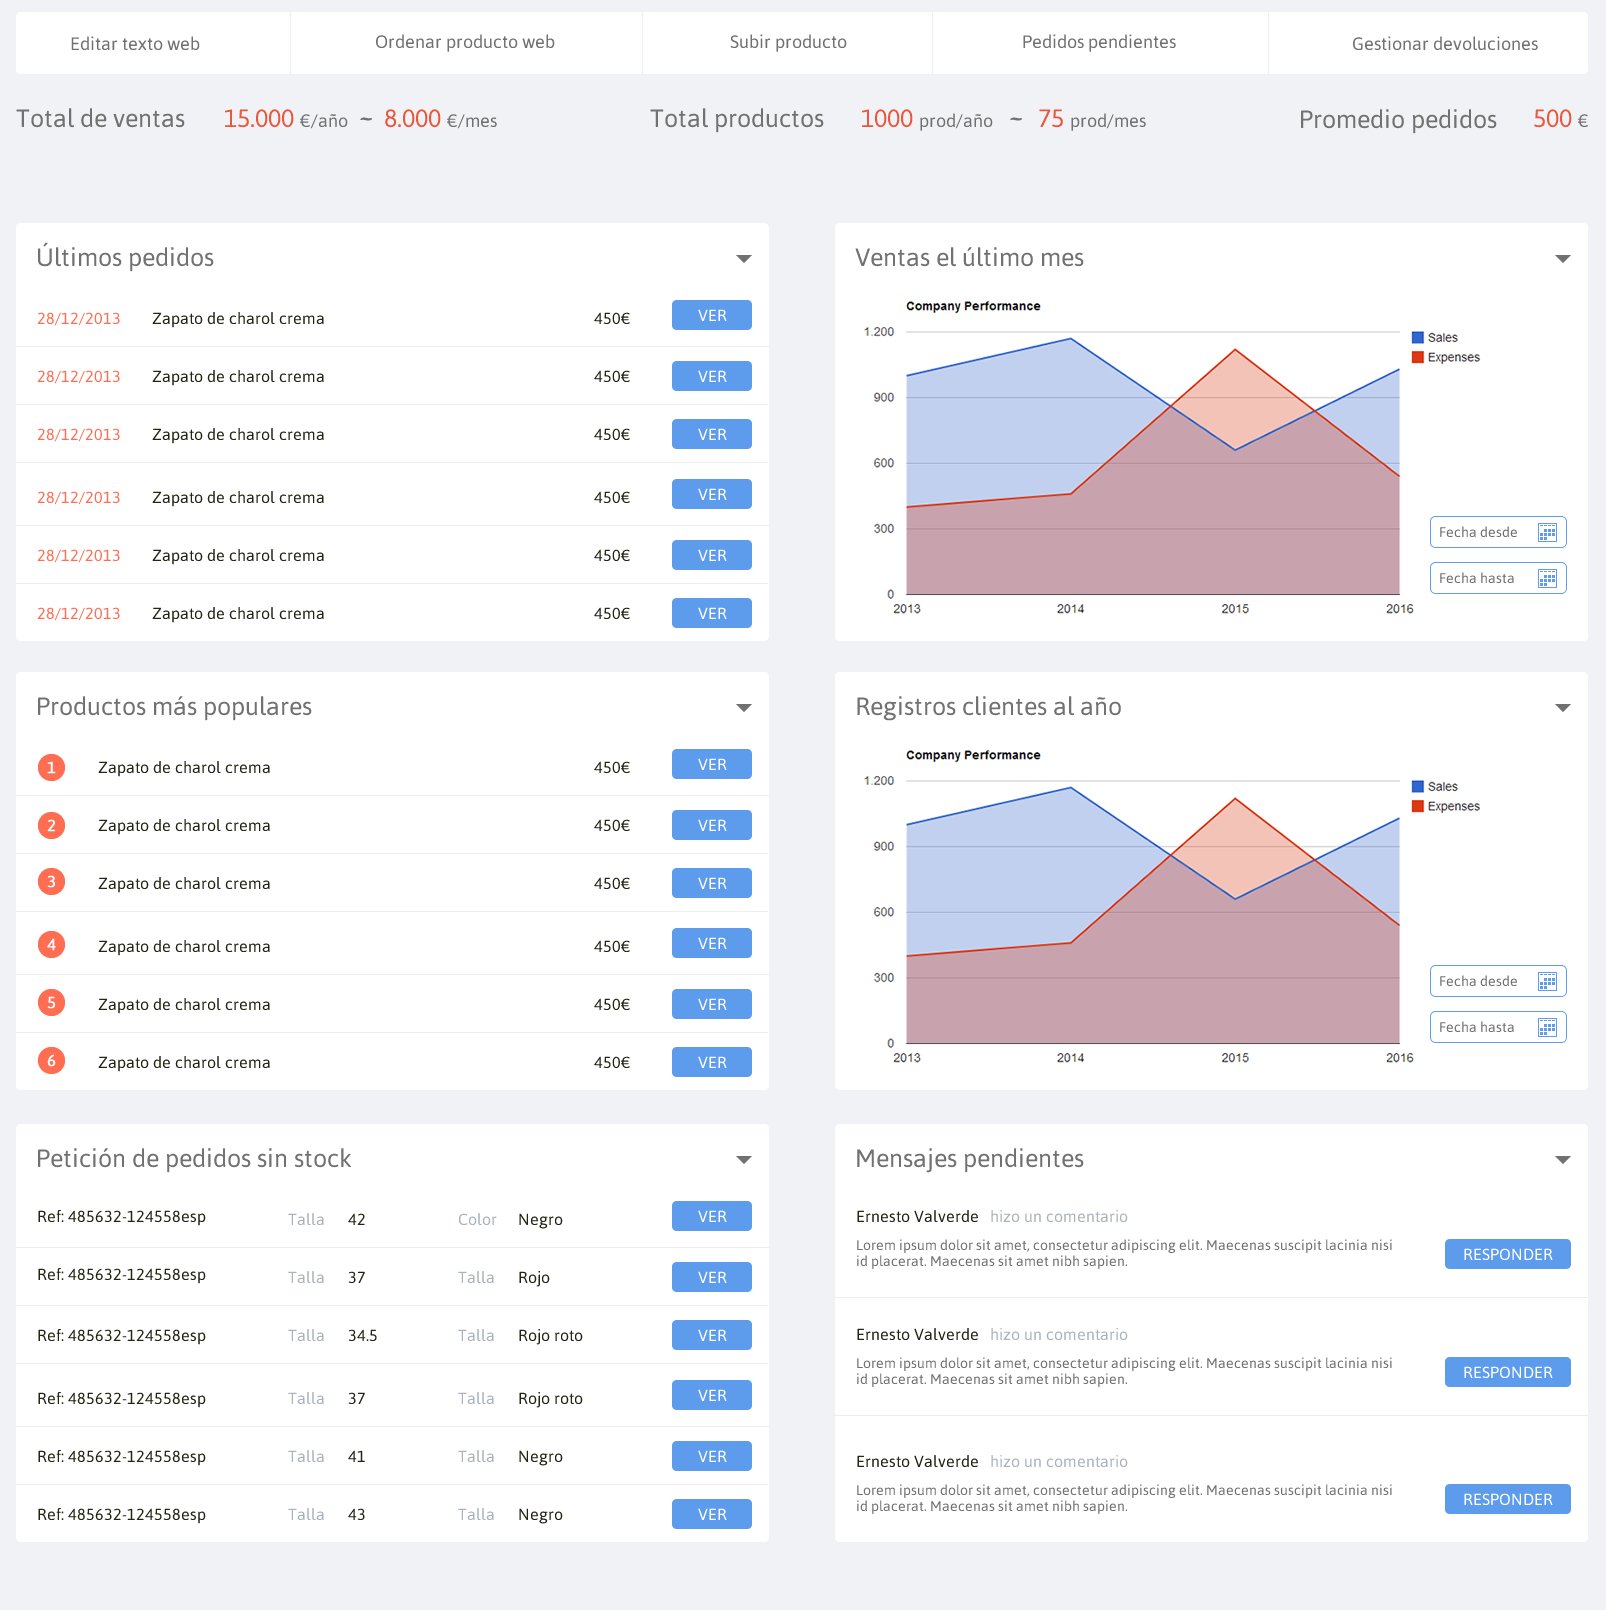 Editar texto web
Ordenar producto web
Subir producto
Pedidos pendientes
Gestionar devoluciones
Total de ventas 15.000 €/año ~ 8.000 €/mes
Total productos 1000 prod/año ~ 75 prod/mes
Promedio pedidos 500 €
Últimos pedidos
28/12/2013 Zapato de charol crema 450€ VER
28/12/2013 Zapato de charol crema 450€ VER
28/12/2013 Zapato de charol crema 450€ VER
28/12/2013 Zapato de charol crema 450€ VER
28/12/2013 Zapato de charol crema 450€ VER
28/12/2013 Zapato de charol crema 450€ VER
Ventas el último mes
Company Performance
1.200
900
600
300
0
2013 2014 2015 2016
Sales
Expenses
Fecha desde
Fecha hasta
Productos más populares
1 Zapato de charol crema 450€ VER
2 Zapato de charol crema 450€ VER
3 Zapato de charol crema 450€ VER
4 Zapato de charol crema 450€ VER
5 Zapato de charol crema 450€ VER
6 Zapato de charol crema 450€ VER
Registros clientes al año
Company Performance
1.200
900
600
300
0
2013 2014 2015 2016
Sales
Expenses
Fecha desde
Fecha hasta
Petición de pedidos sin stock
Ref: 485632-124558esp Talla 42 Color Negro VER
Ref: 485632-124558esp Talla 37 Talla Rojo VER
Ref: 485632-124558esp Talla 34.5 Talla Rojo roto VER
Ref: 485632-124558esp Talla 37 Talla Rojo roto VER
Ref: 485632-124558esp Talla 41 Talla Negro VER
Ref: 485632-124558esp Talla 43 Talla Negro VER
Mensajes pendientes
Ernesto Valverde hizo un comentario
Lorem ipsum dolor sit amet, consectetur adipiscing elit. Maecenas suscipit lacinia nisi
id placerat. Maecenas sit amet nibh sapien.
RESPONDER
Ernesto Valverde hizo un comentario
Lorem ipsum dolor sit amet, consectetur adipiscing elit. Maecenas suscipit lacinia nisi
id placerat. Maecenas sit amet nibh sapien.
RESPONDER
Ernesto Valverde hizo un comentario
Lorem ipsum dolor sit amet, consectetur adipiscing elit. Maecenas suscipit lacinia nisi
id placerat. Maecenas sit amet nibh sapien.
RESPONDER